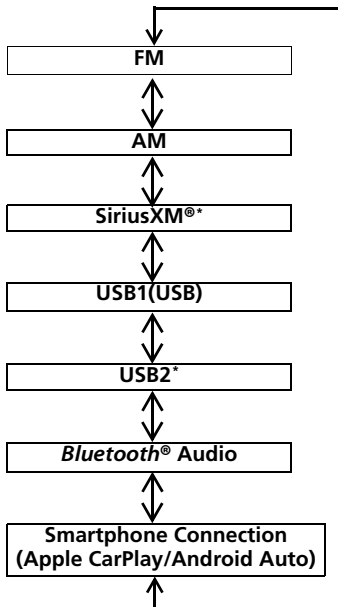 FM
AM
SiriusXM®*
USB1(USB)
USB2*
Bluetooth® Audio
Smartphone Connection
(Apple CarPlay/Android Auto)